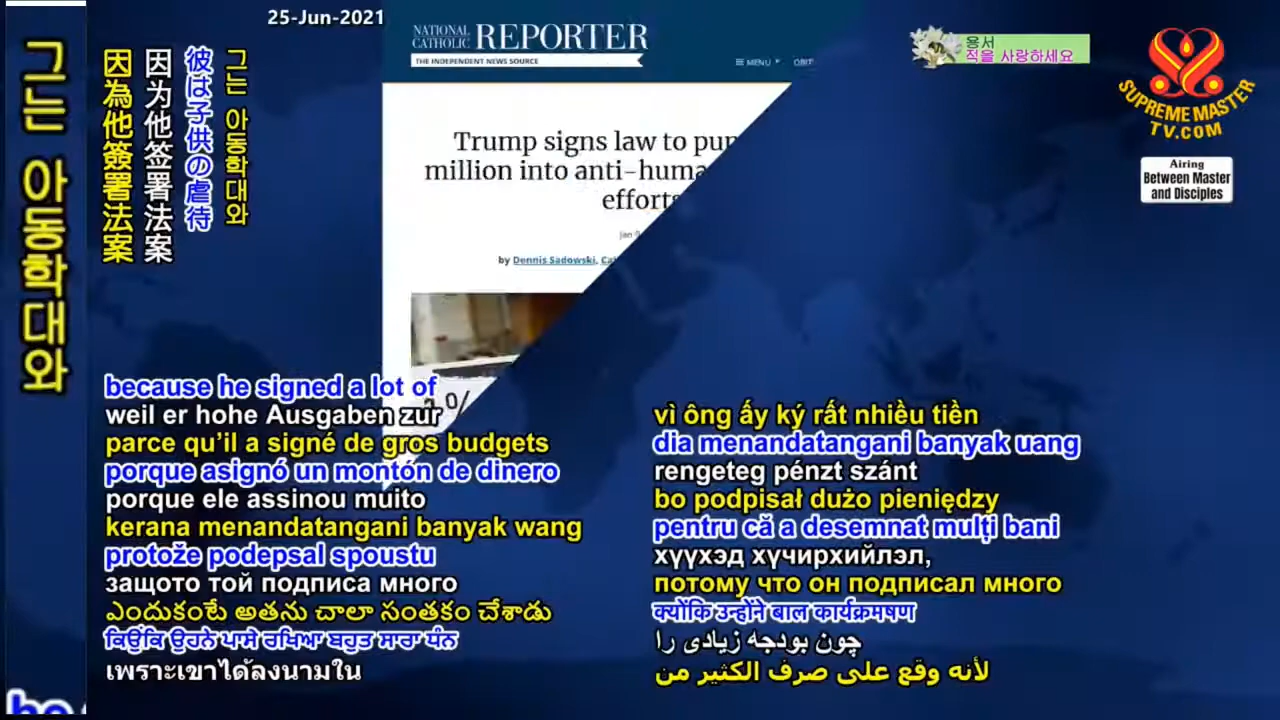 25-Jun-2021
NATIONAL CATHOLIC REPORTER
THE INDEPENDENT NEWS SOURCE
MENU
Trump signs law to
million into
efforts
by Dennis Sadowski,
용서
적을 사랑하세요
SUPREME MASTER
TV.COM
Airing
Between Master
and Disciples
그는 아동학대와
因為他簽署法案
因为他签署法案
彼は子供の虐待
그는 아동학대와
because he signed a lot of
weil er hohe Ausgaben zur
parce qu’il a signé de gros budgets
porque asignó un montón de dinero
porque ele assinou muito
kerana menandatangani banyak wang
protože podepsal spoustu
защото той подписа много
ఎందుకంటే అతను చాలా సంతకం చేశాడు
ਕਿਉਂਕਿ ਉਹਨੇ ਪਾਸੇ ਰਖਿਆ ਬਹੁਤ ਸਾਰਾ ਧੰਨ
เพราะเขาได้ลงนามใน
vì ông ấy ký rất nhiều tiền
dia menandatangani banyak uang
rengeteg pénzt szánt
bo podpisał dużo pieniędzy
pentru că a desemnat mulți bani
хүүхэд хүчирхийлэл,
потому что он подписал много
क्योंकि उन्होंने बाल कार्यक्रमषण
چون بودجه زیادی را
لأنه وقع على صرف الكثير من